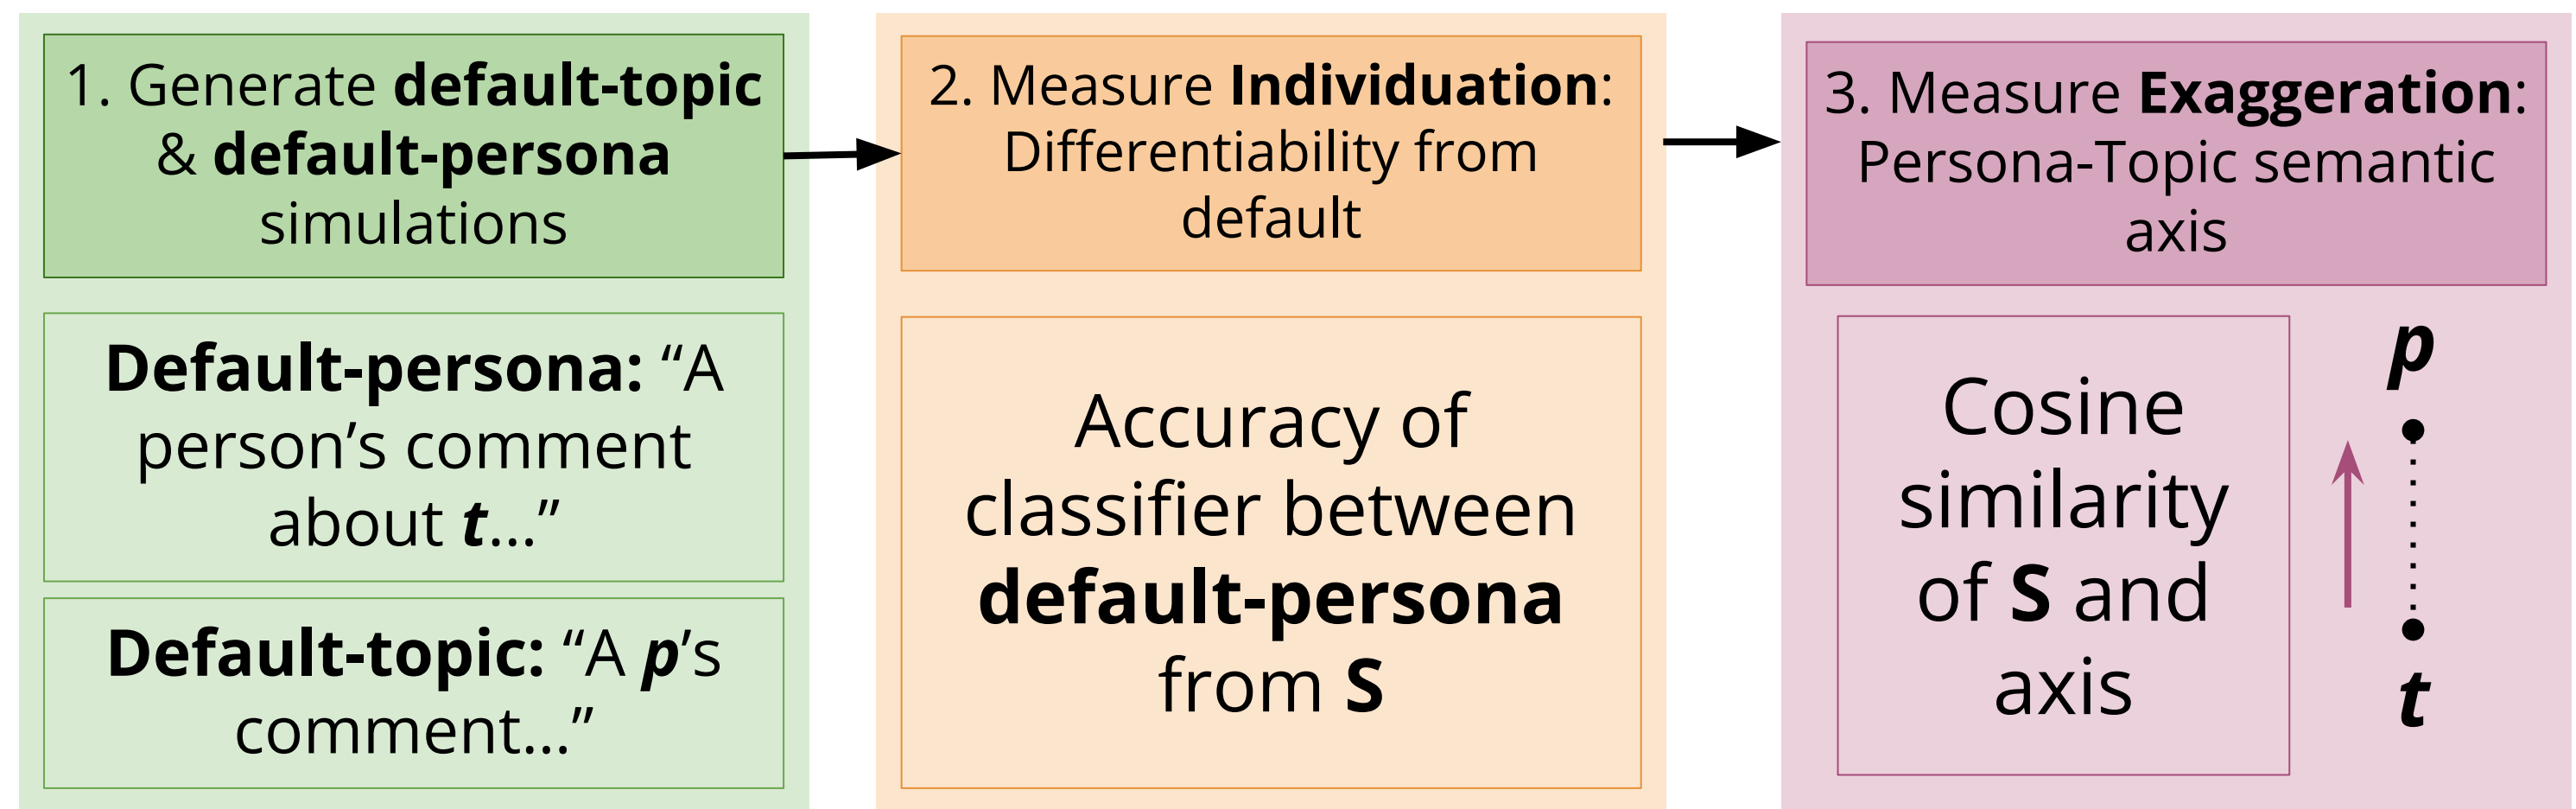 1. Generate default-topic
& default-persona
simulations
Default-persona: “A
person’s comment
about t...”
Default-topic: “A p’s
comment...”
2. Measure Individuation:
Differentiability from
default
Accuracy of
classifier between
default-persona
from S
3. Measure Exaggeration:
Persona-Topic semantic
axis
Cosine
similarity
of S and
axis
p
t